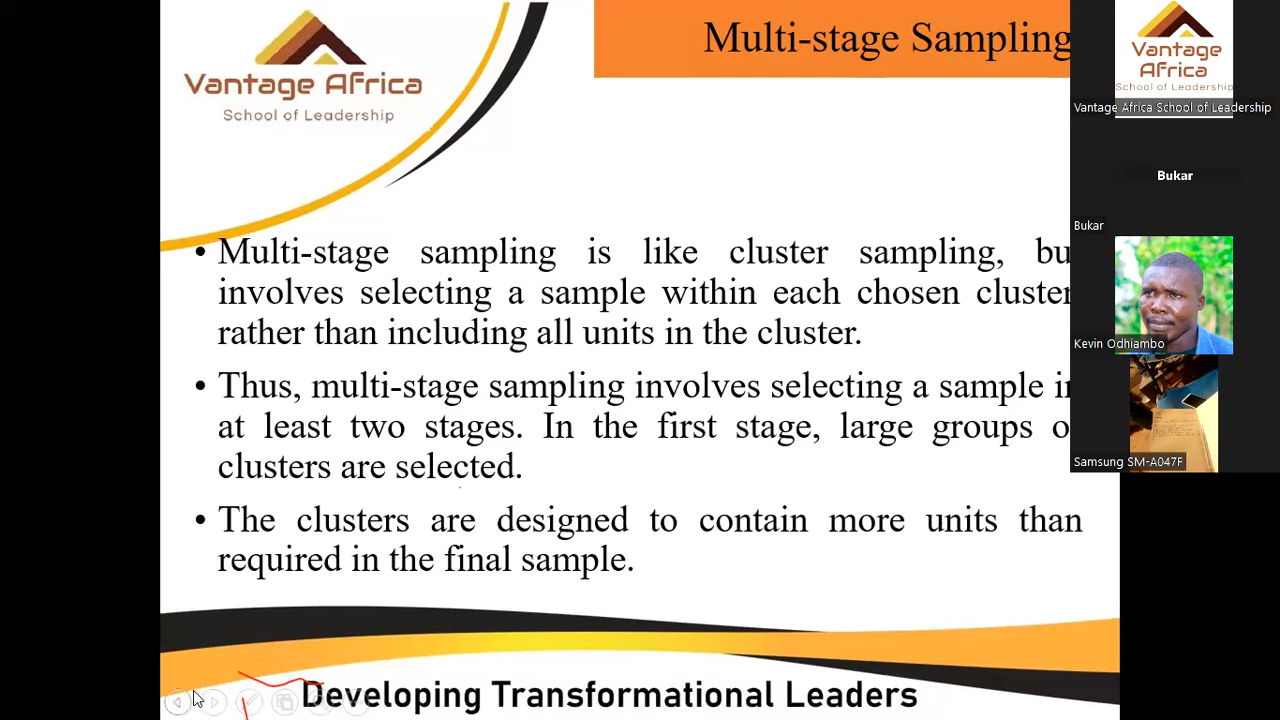 Vantage Africa
School of Leadership
Multi-stage Sampling
• Multi-stage sampling is like cluster sampling, bu
involves selecting a sample within each chosen cluster
rather than including all units in the cluster.
• Thus, multi-stage sampling involves selecting a sample in
at least two stages. In the first stage, large groups o
clusters are selected.
• The clusters are designed to contain more units than
required in the final sample.
Developing Transformational Leaders
Vantage
Africa
School of Leadership
Vantage Africa School of Leadership
Bukar
Bukar
Kevin Odhiambo
Samsung SM-A047F